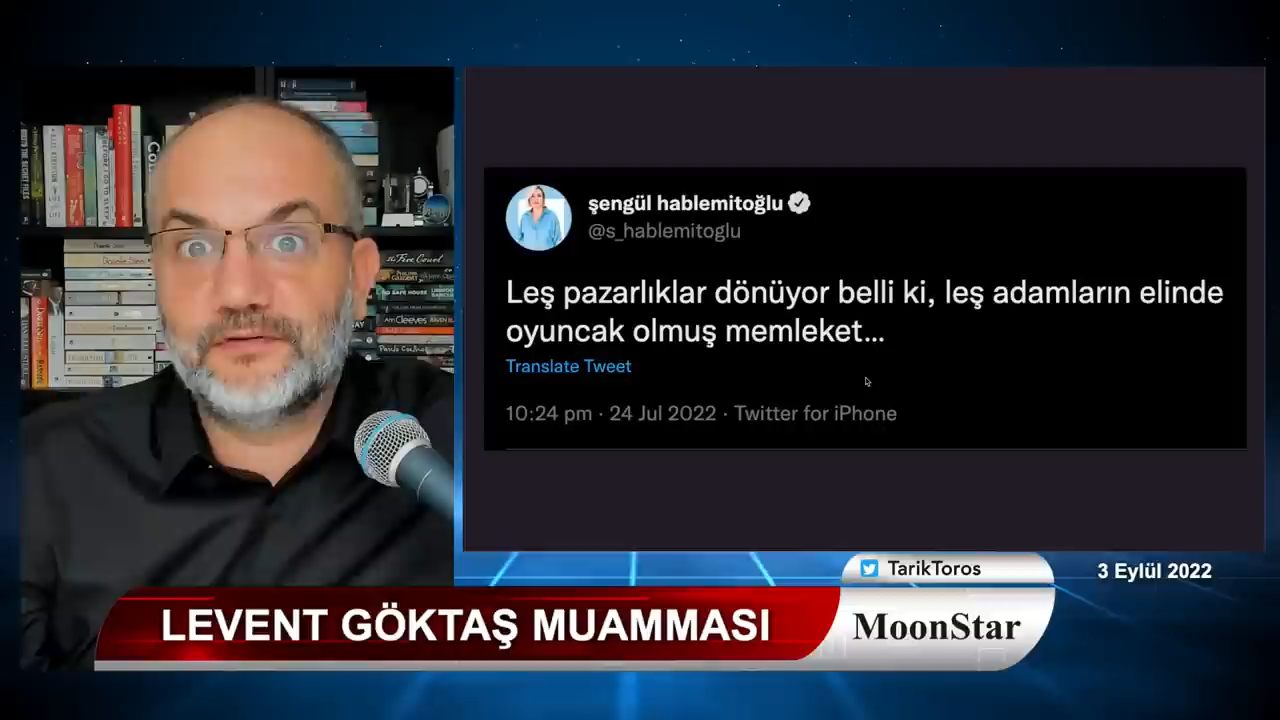 şengül hablemitoğlu
@s_hablemitoglu
Leş pazarlıklar dönüyor belli ki, leş adamların elinde
oyuncak olmuş memleket...
Translate Tweet
10:24 pm · 24 Jul 2022 · Twitter for iPhone
TarikToros
3 Eylül 2022
LEVENT GÖKTAŞ MUAMMASI
MoonStar